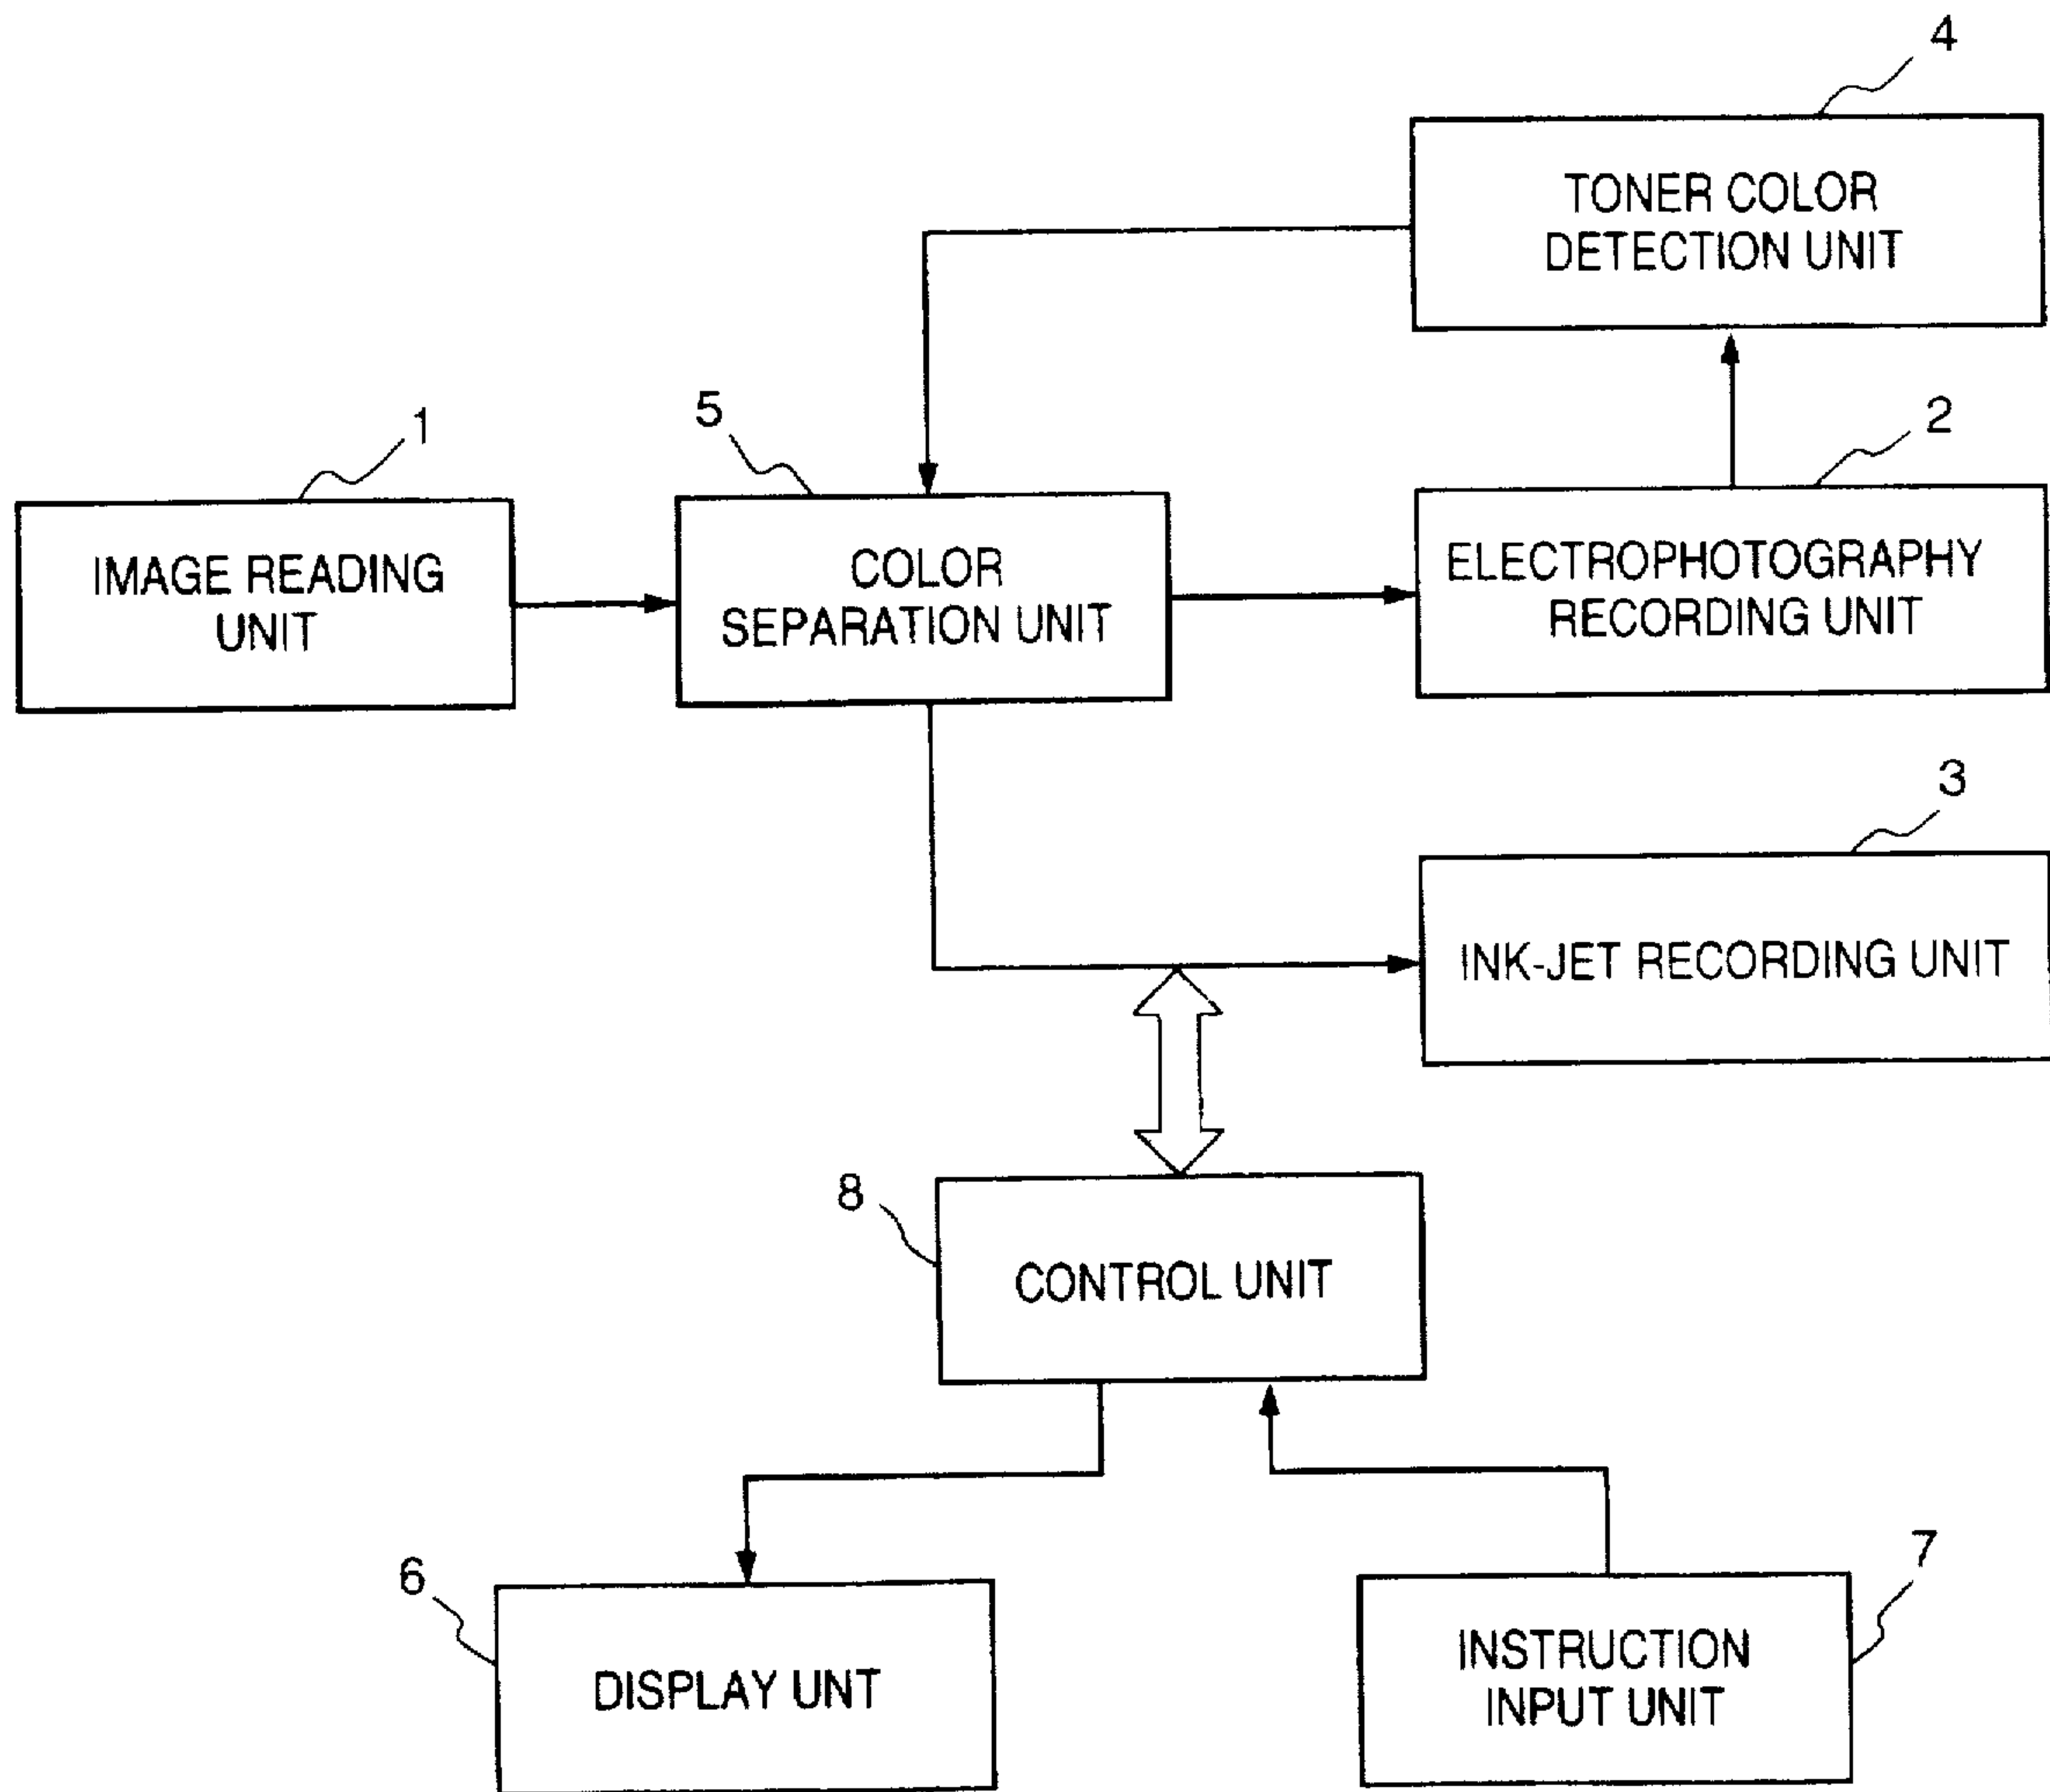 4
TONER COLOR
DETECTION UNIT
1
5
2
IMAGE READING
UNIT
COLOR
SEPARATION UNIT
ELECTROPHOTOGRAPHY
RECORDING UNIT
3
INK-JET RECORDING UNIT
8
CONTROL UNIT
6
7
DISPLAY UNT
INSTRUCTION
INPUT UNIT